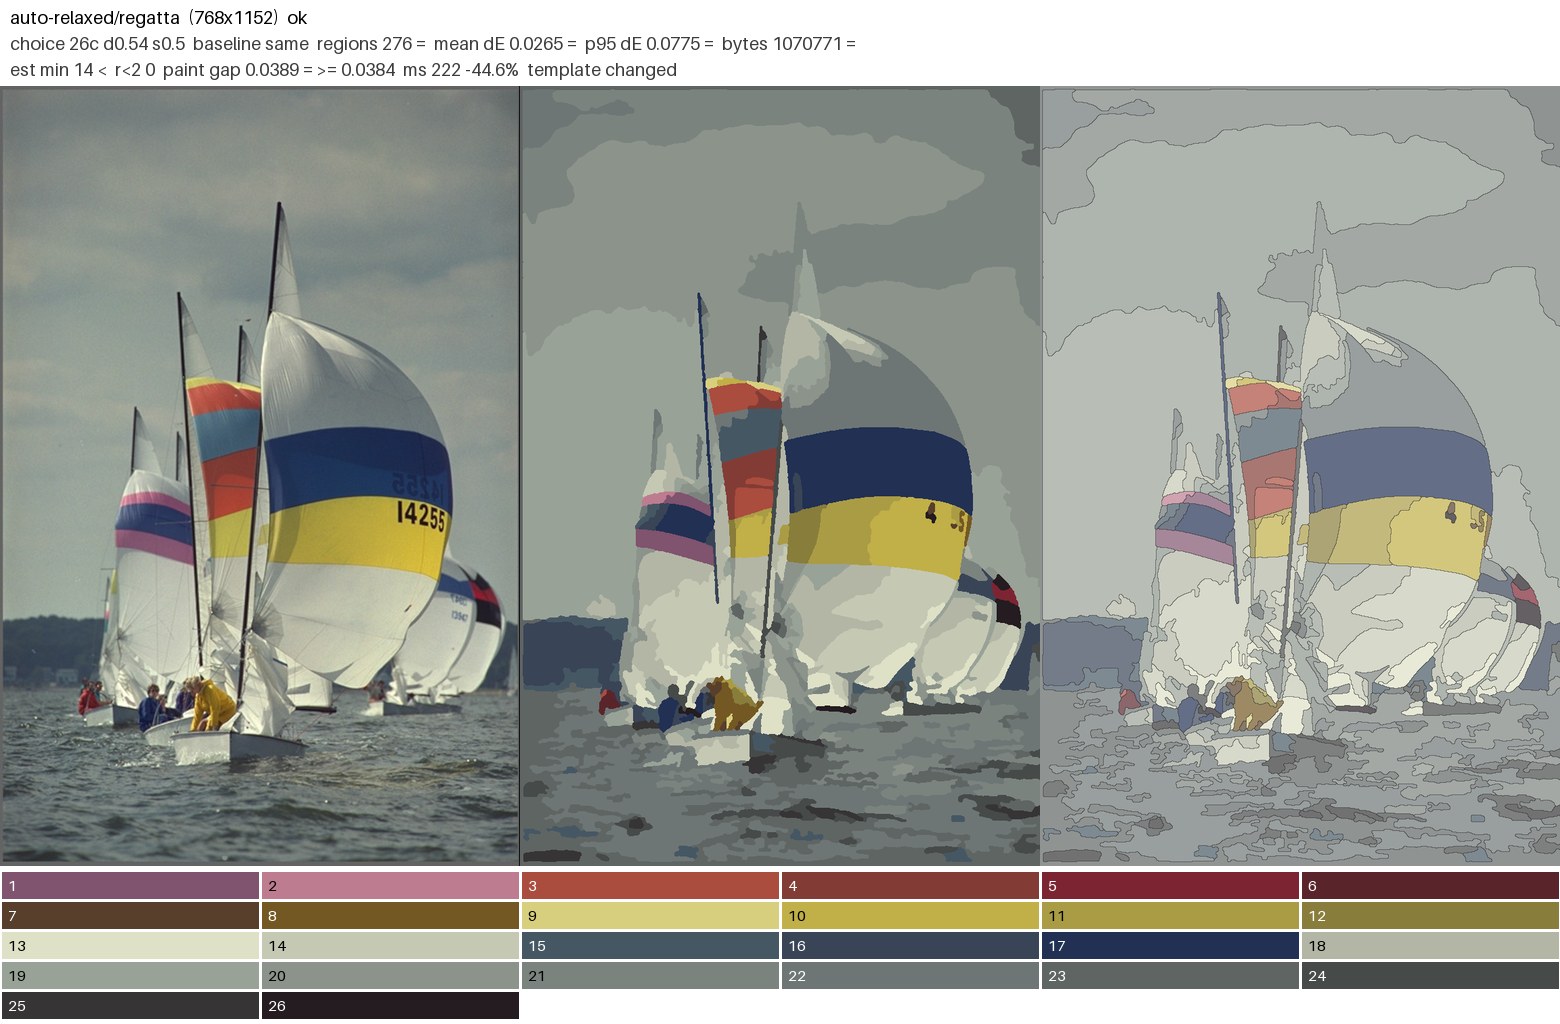 auto-relaxed/regatta (768x1152) ok
choice 26c d0.54 s0.5 baseline same regions 276 = mean dE 0.0265 = p95 dE 0.0775 = bytes 1070771 =
est min 14 < r<2 0 paint gap 0.0389 = >= 0.0384 ms 222 -44.6% template changed
14255
14255
4 5
1 2 3 4 5 6
7 8 9 10 11 12
13 14 15 16 17 18
19 20 21 22 23 24
25 26